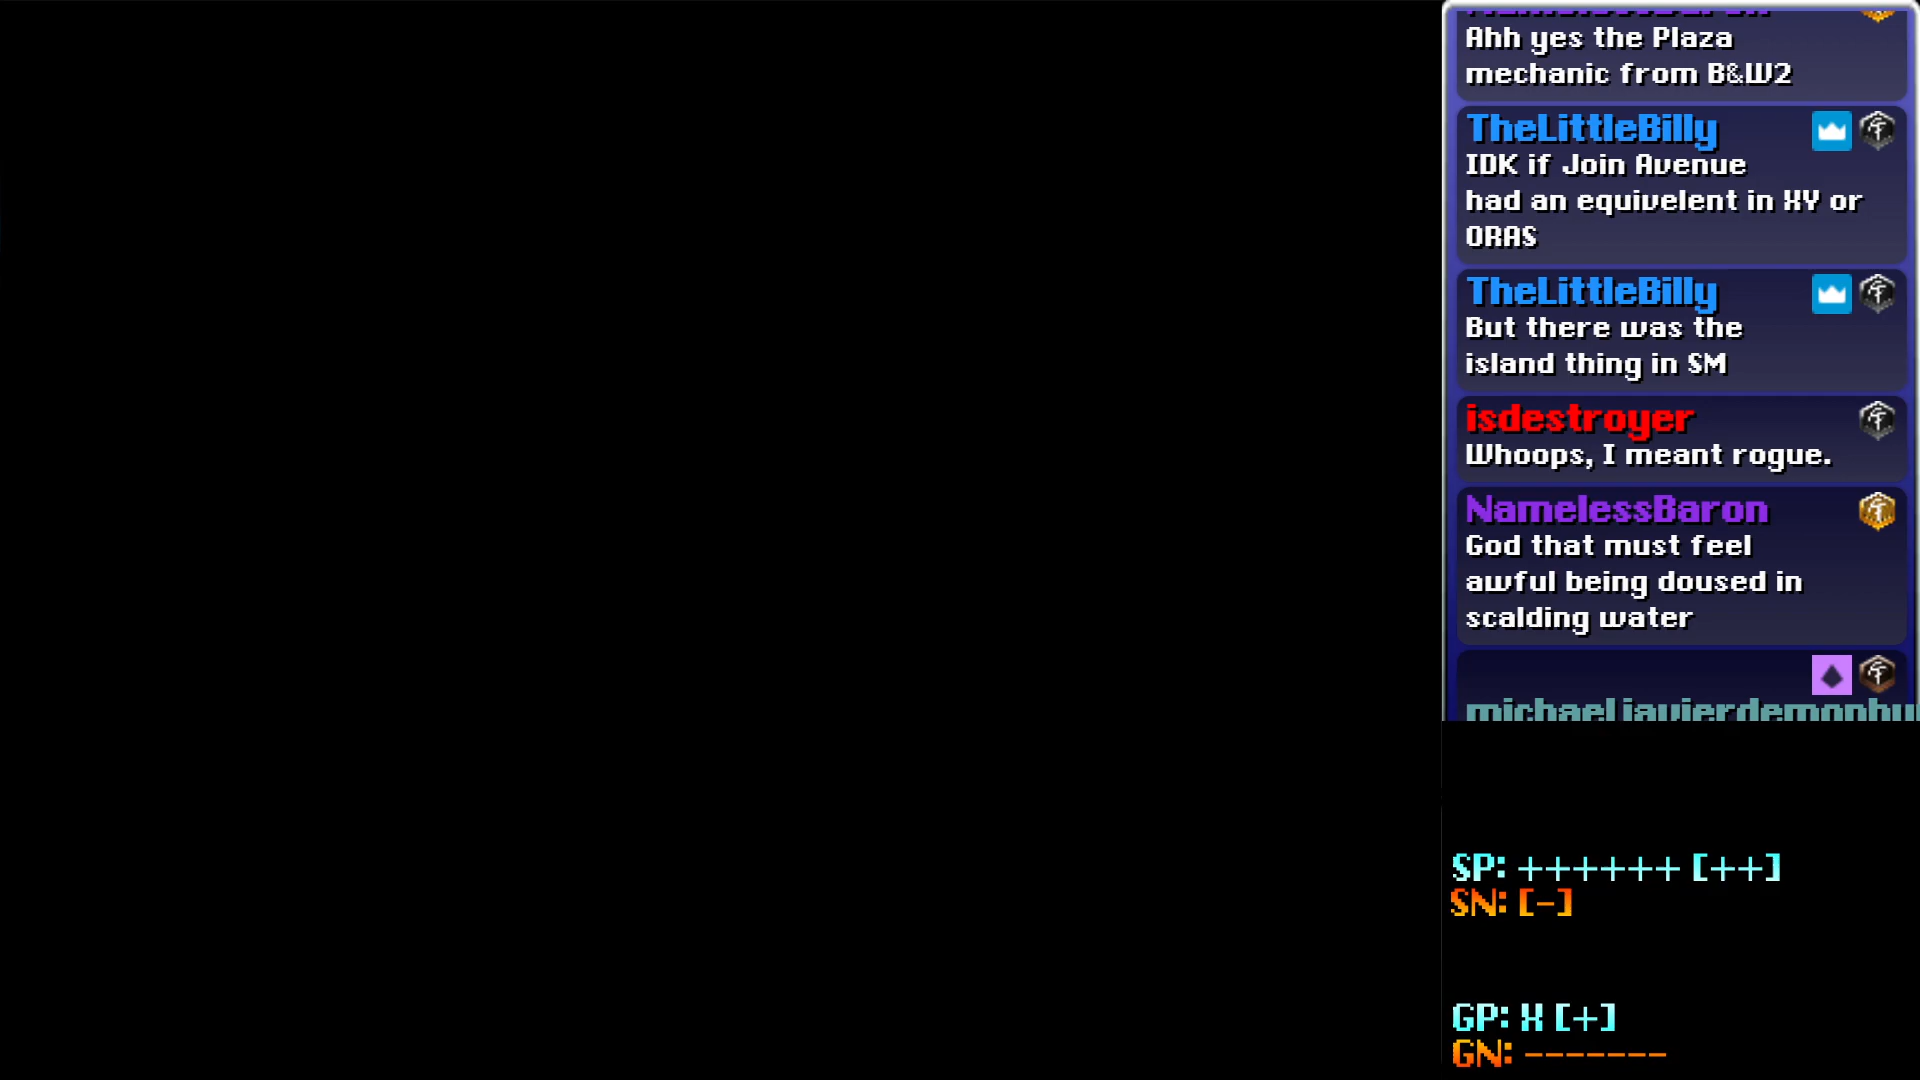 Ahh yes the Plaza
mechanic from B&W2
TheLittleBilly
IDK if Join Avenue
had an equivelent in XY or
ORAS
TheLittleBilly
But there was the
island thing in SM
isdestroyer
Whoops, I meant rogue.
NamelessBaron
God that must feel
awful being doused in
scalding water
SP: ++++++ [++]
SN: [-]
GP: X [+]
GN: -------